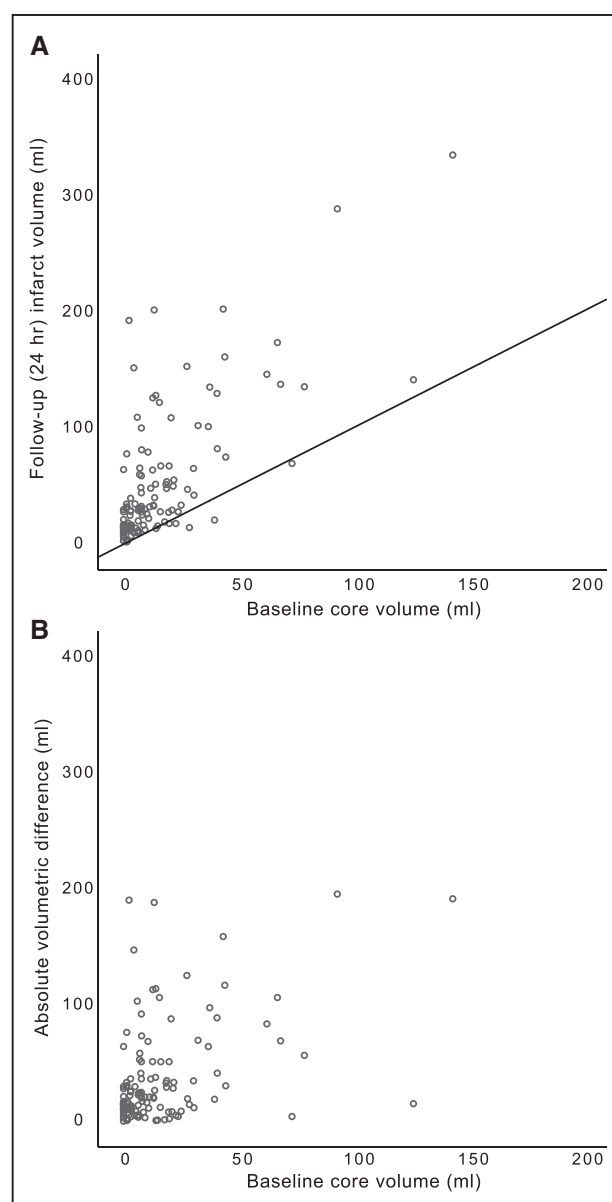 A
400
300
200
100
0
Follow-up (24 hr) infarct volume (ml)
0 50 100 150 200
Baseline core volume (ml)
B
400
300
200
100
0
Absolute volumetric difference (ml)
0 50 100 150 200
Baseline core volume (ml)